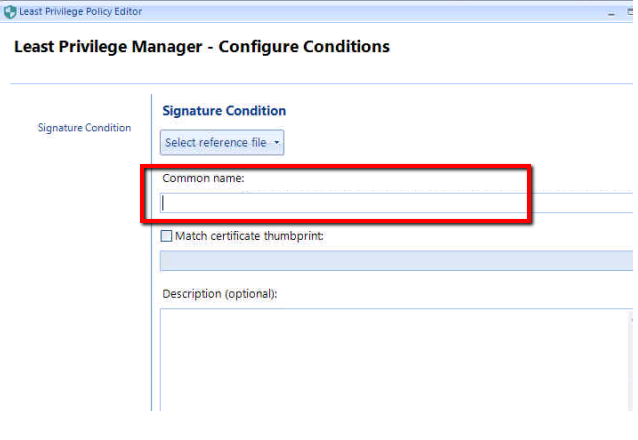 Least Privilege Policy Editor
Least Privilege Manager - Configure Conditions
Signature Condition
Signature Condition
Select reference file
Common name:
Match certificate thumbprint:
Description (optional):